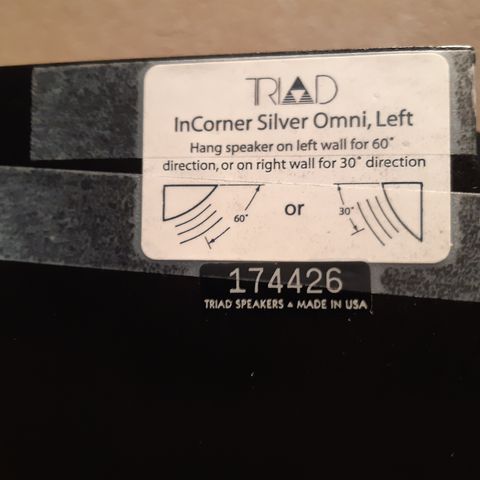 TRIAD
InCorner Silver Omni, Left
Hang speaker on left wall for 60°
direction, or on right wall for 30° direction
60° or 30°
174426
TRIAD SPEAKERS ▲ MADE IN USA